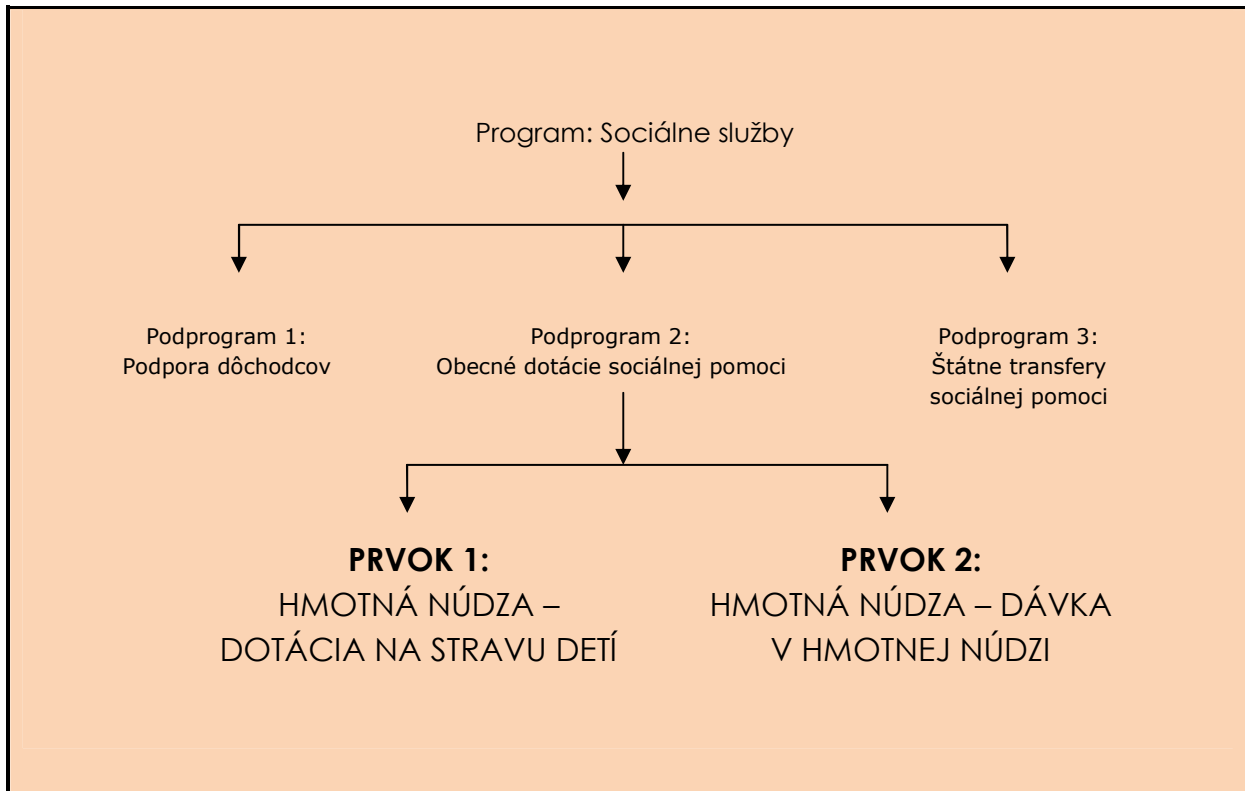 Program: Sociálne služby
Podprogram 1:
Podpora dôchodcov
Podprogram 2:
Obecné dotácie sociálnej pomoci
Podprogram 3:
Štátne transfery
sociálnej pomoci
PRVOK 1:
HMOTNÁ NÚDZA –
DOTÁCIA NA STRAVU DETÍ
PRVOK 2:
HMOTNÁ NÚDZA – DÁVKA
V HMOTNEJ NÚDZI